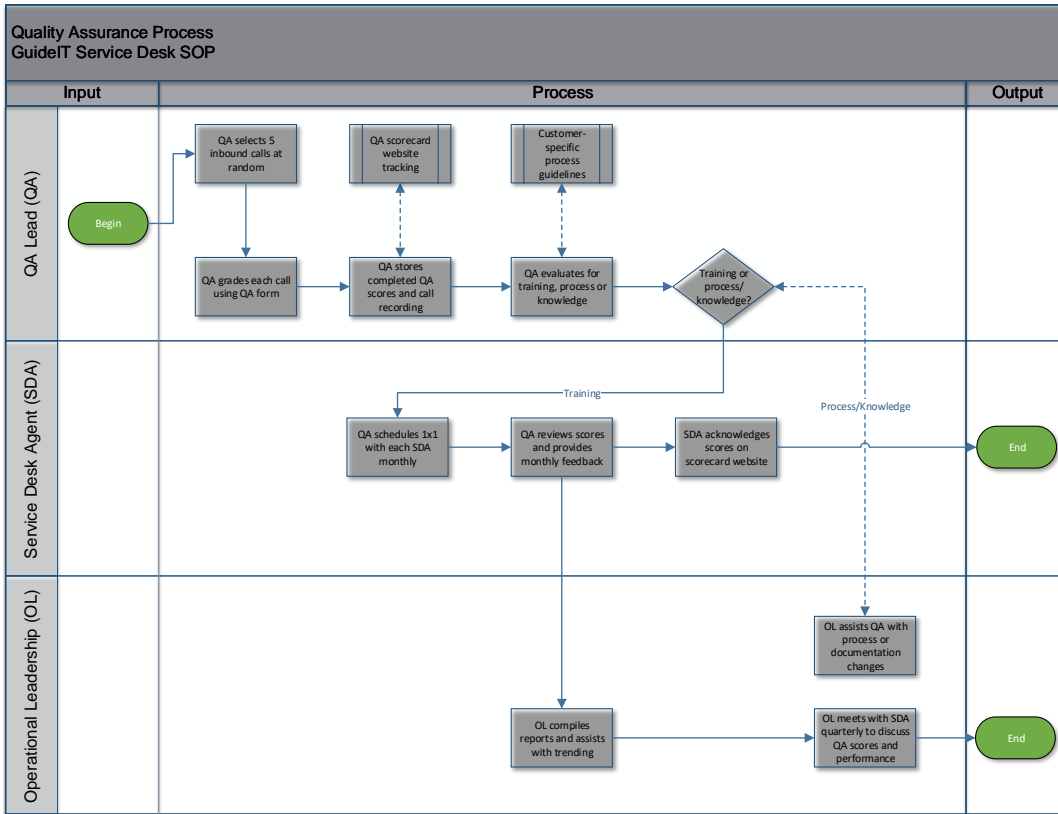 Quality Assurance Process
GuideIT Service Desk SOP
Input
Process
Output
QA Lead (QA)
Begin
QA selects 5
inbound calls at
random
QA scorecard
website
tracking
Customer-
specific
process
guidelines
QA grades each call
using QA form
QA stores
completed QA
scores and call
recording
QA evaluates for
training, process or
knowledge
Training or
process/
knowledge?
Service Desk Agent (SDA)
Training
Process/Knowledge
QA schedules 1x1
with each SDA
monthly
QA reviews scores
and provides
monthly feedback
SDA acknowledges
scores on
scorecard website
End
Operational Leadership (OL)
OL assists QA with
process or
documentation
changes
OL compiles
reports and assists
with trending
OL meets with SDA
quarterly to discuss
QA scores and
performance
End